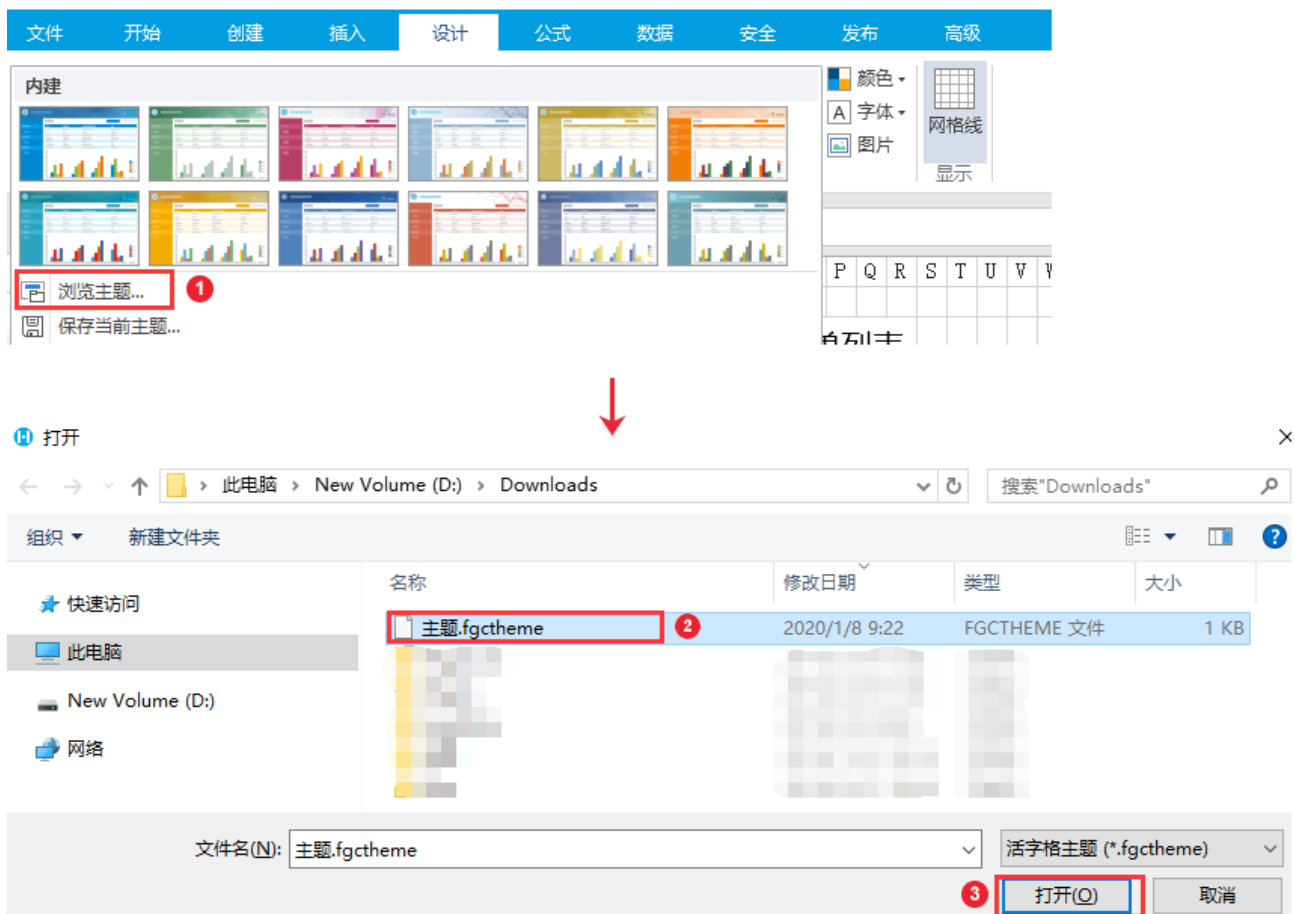 文件 开始 创建 插入 设计 公式 数据 安全 发布 高级
内建
颜色
A 字体
图片
网格线
显示
P Q R S T U V
浏览主题... 1
保存当前主题...
列表
打开
此电脑 > New Volume (D:) > Downloads
搜索"Downloads"
组织 新建文件夹 ?
名称 修改日期 类型 大小
快速访问
主题.fgctheme 2 2020/1/8 9:22 FGCTHEME 文件 1 KB
此电脑
New Volume (D:)
网络
文件名(N): 主题.fgctheme 活字格主题 (*.fgctheme)
3 打开(O) 取消